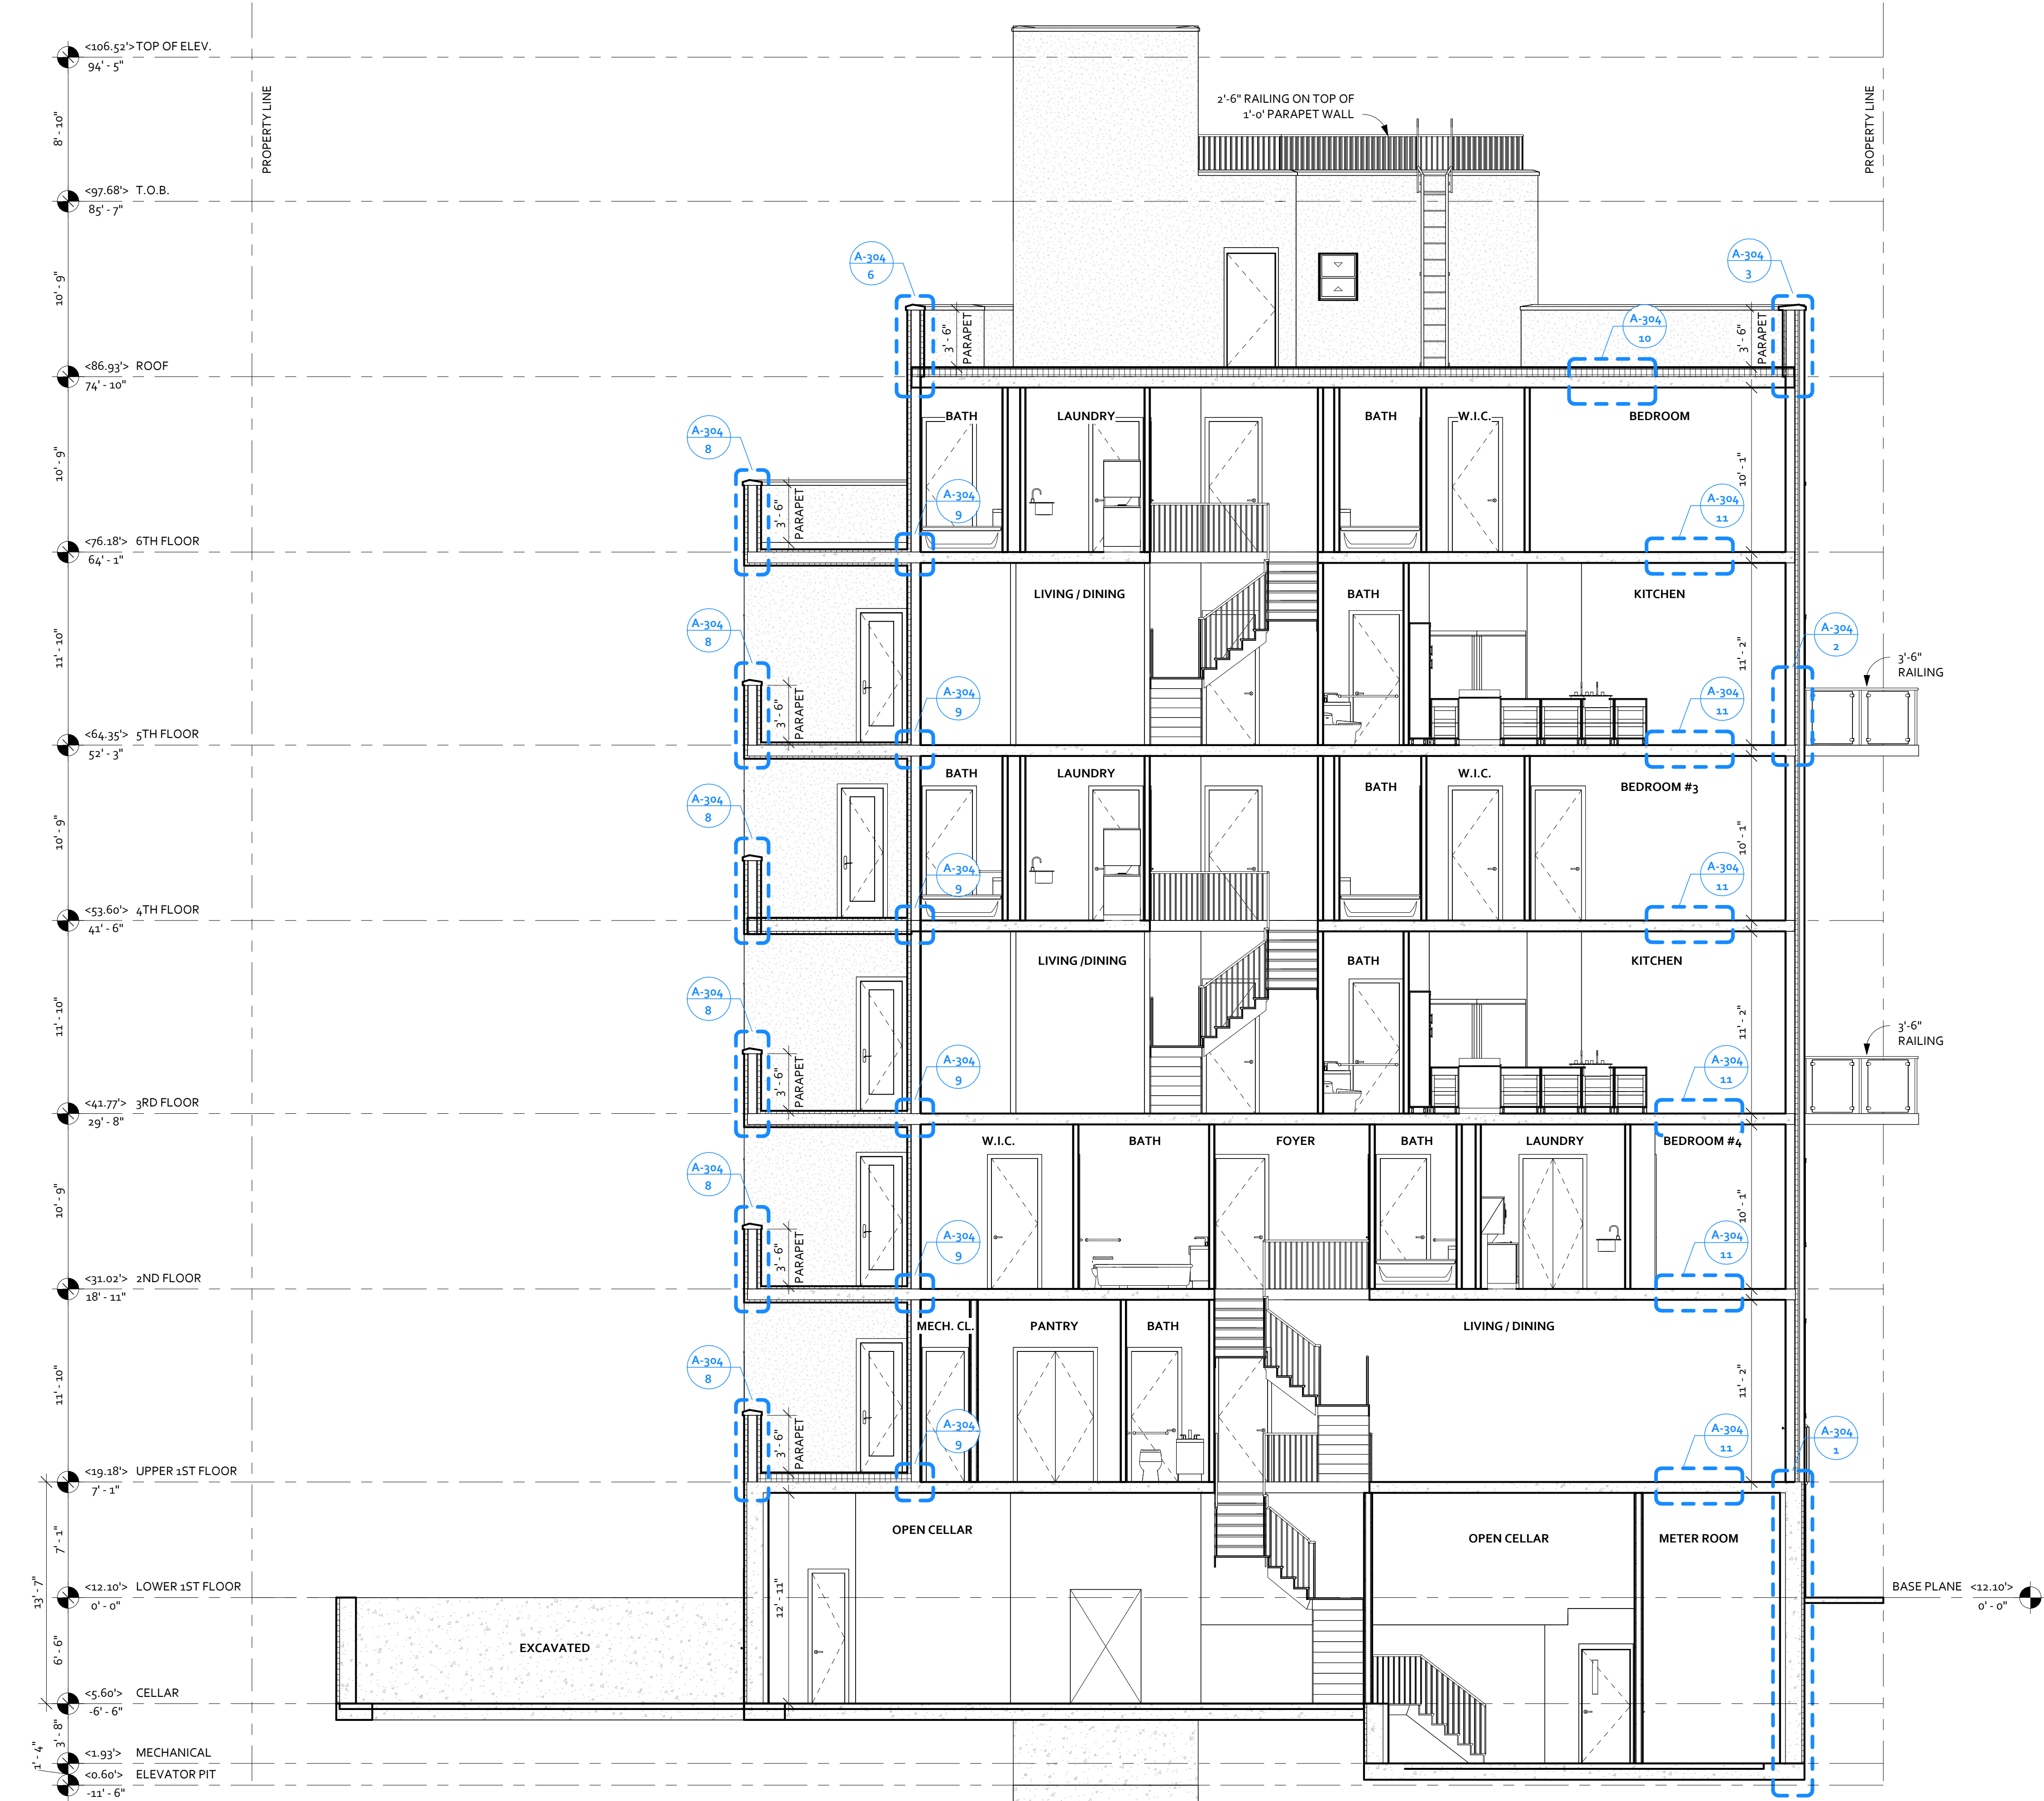 <106.52'> TOP OF ELEV.
94' - 5"
PROPERTY LINE
PROPERTY LINE
8' - 10"
2'-6" RAILING ON TOP OF
1'-0' PARAPET WALL
<97.68'> T.O.B.
85' - 7"
10' - 9"
A-304
6
A-304
3
3' - 6"
PARAPET
A-304
10
3' - 6"
PARAPET
<86.93'> ROOF
74' - 10"
BATH
LAUNDRY
BATH
W.I.C.
BEDROOM
10' - 9"
A-304
8
3' - 6"
PARAPET
A-304
9
10' - 1"
A-304
11
<76.18'> 6TH FLOOR
64' - 1"
LIVING / DINING
BATH
KITCHEN
11' - 10"
A-304
8
3' - 6"
PARAPET
A-304
9
11' - 2"
A-304
11
A-304
2
3'-6"
RAILING
<64.35'> 5TH FLOOR
52' - 3"
BATH
LAUNDRY
BATH
W.I.C.
BEDROOM #3
10' - 9"
A-304
8
A-304
9
10' - 1"
A-304
11
<53.60'> 4TH FLOOR
41' - 6"
LIVING /DINING
BATH
KITCHEN
11' - 10"
A-304
8
3' - 6"
PARAPET
A-304
9
11' - 2"
A-304
11
3'-6"
RAILING
<41.77'> 3RD FLOOR
29' - 8"
W.I.C.
BATH
FOYER
BATH
LAUNDRY
BEDROOM #4
10' - 9"
A-304
8
3' - 6"
PARAPET
A-304
9
10' - 1"
A-304
11
<31.02'> 2ND FLOOR
18' - 11"
MECH. CL.
PANTRY
BATH
LIVING / DINING
11' - 10"
A-304
8
3' - 6"
PARAPET
A-304
9
11' - 2"
A-304
11
A-304
1
<19.18'> UPPER 1ST FLOOR
7' - 1"
OPEN CELLAR
OPEN CELLAR
METER ROOM
7' - 1"
13' - 7"
12' - 11"
<12.10'> LOWER 1ST FLOOR
0' - 0"
BASE PLANE <12.10'>
0' - 0"
6' - 6"
EXCAVATED
<5.60'> CELLAR
-6' - 6"
3' - 8"
1' - 4"
<1.93'> MECHANICAL
<0.60'> ELEVATOR PIT
-11' - 6"